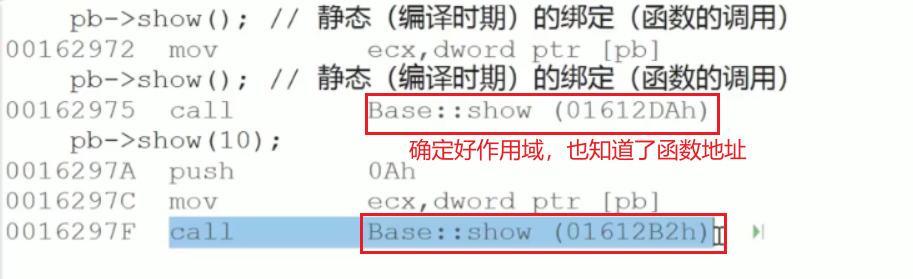 pb->show(); // 静态（编译时期）的绑定（函数的调用）
00162972 mov ecx,dword ptr [pb]
pb->show(); // 静态（编译时期）的绑定（函数的调用）
00162975 call Base::show (01612DAh)
pb->show(10);
确定好作用域，也知道了函数地址
0016297A push 0Ah
0016297C mov ecx,dword ptr [pb]
0016297F call Base::show (01612B2h)